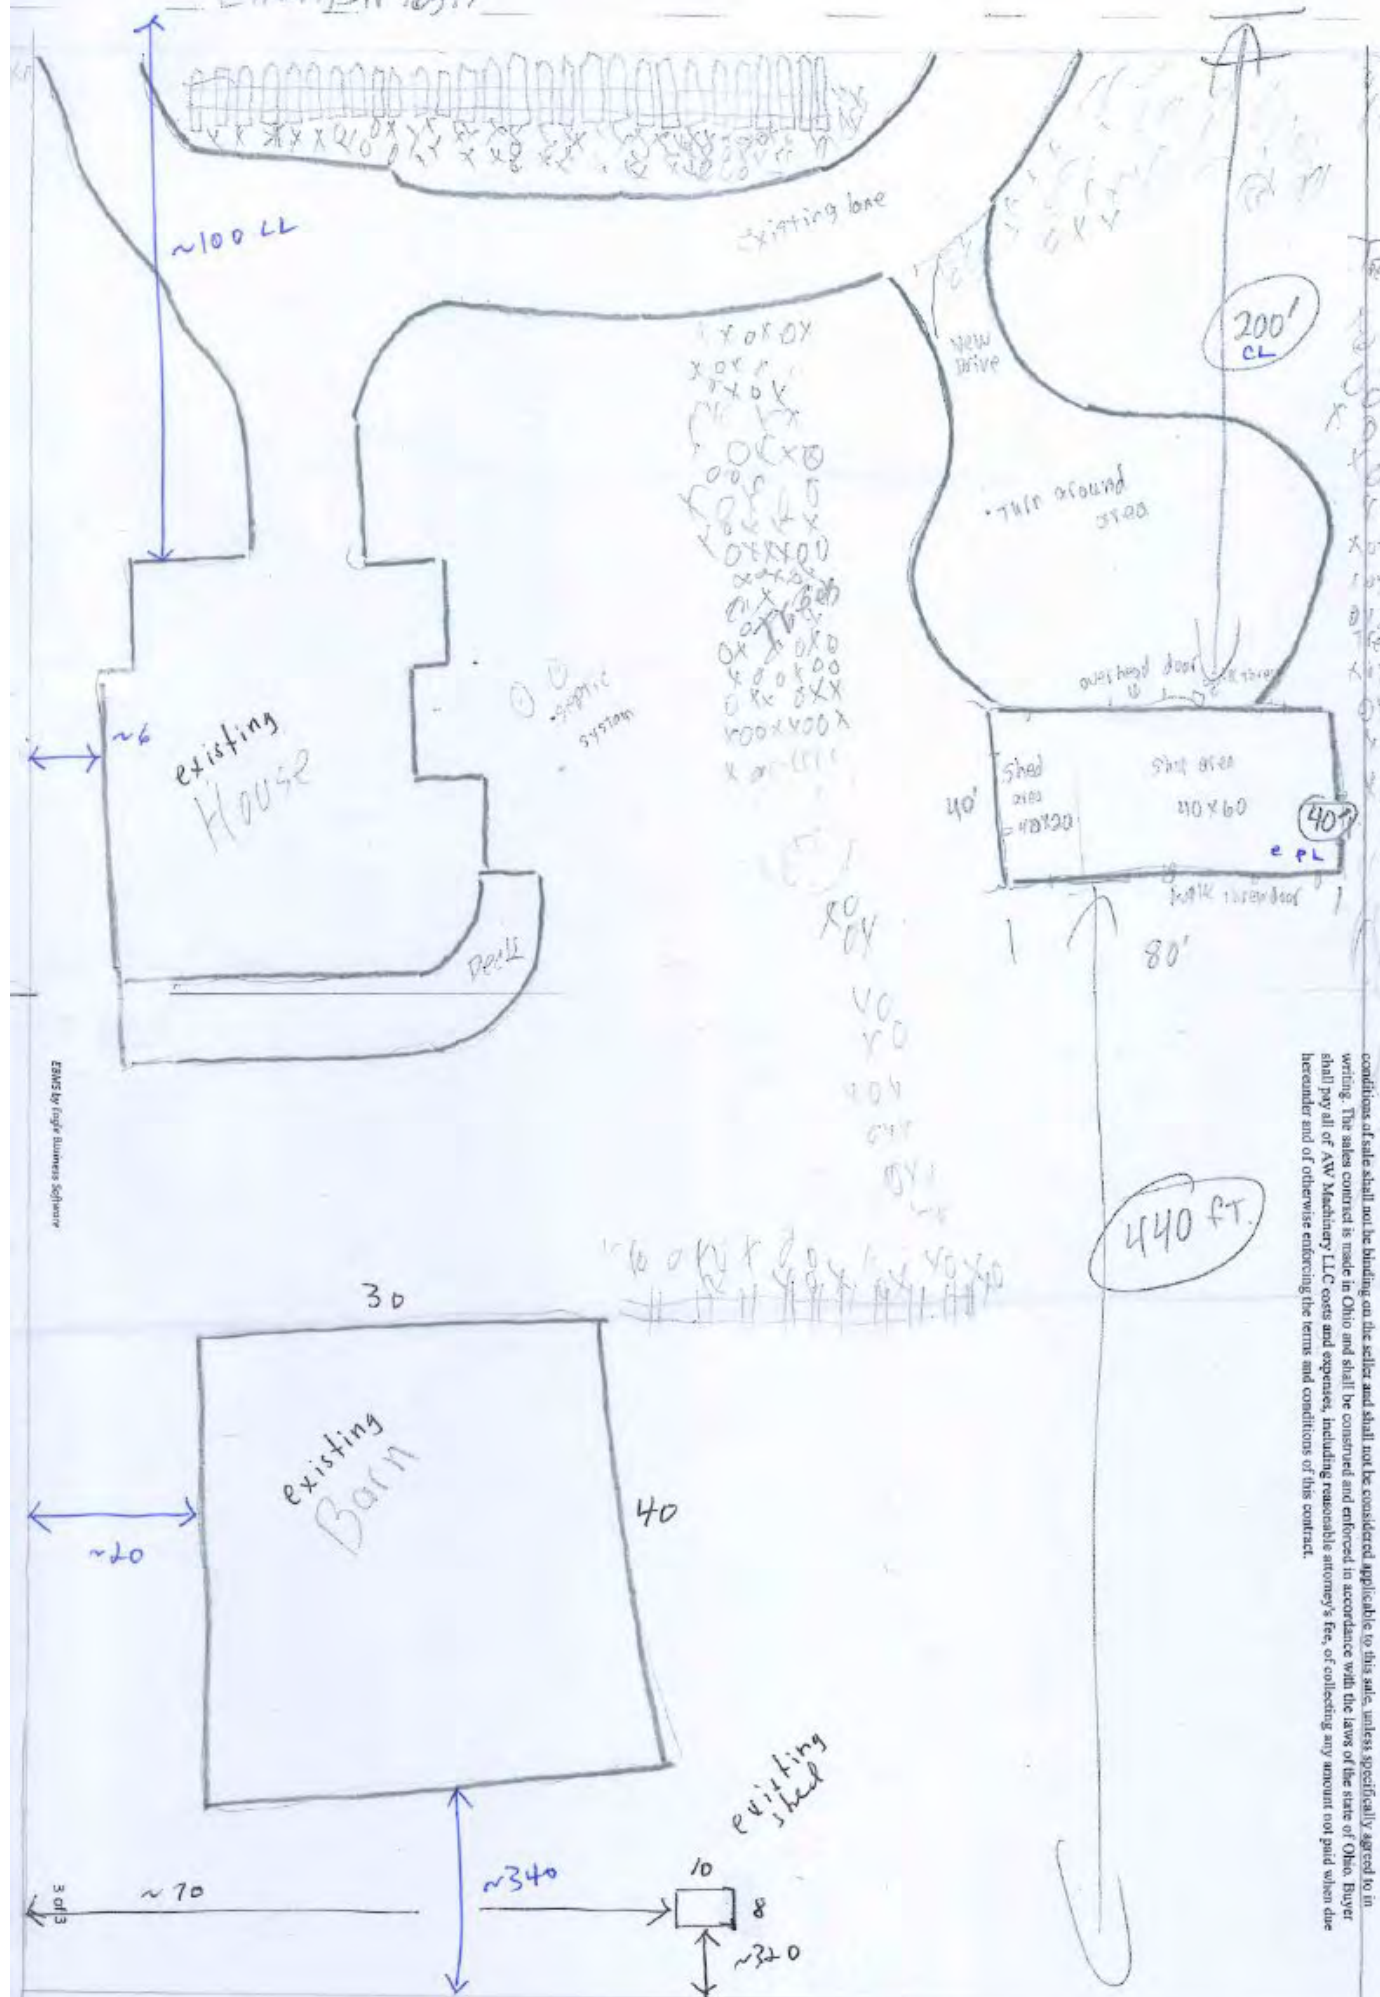 ~100 LL
existing lane
New
Drive
200'
CL
• Turn around
area
overhead door
~6
existing
House
septic
system
40'
Shed
area
= 40x20
Shed area
40x60
40'
e PL
80'
Deck
440 FT.
30
existing
Barn
40
~20
existing
shed
~70
~340
10
8
~320
EBMS by Eagle Business Software
3 of 3
conditions of sale shall not be binding on the seller and shall not be considered applicable to this sale, unless specifically agreed to in
writing. The sales contract is made in Ohio and shall be construed and enforced in accordance with the laws of the state of Ohio. Buyer
shall pay all of AW Machinery LLC costs and expenses, including reasonable attorney's fee, of collecting any amount not paid when due
hereunder and of otherwise enforcing the terms and conditions of this contract.